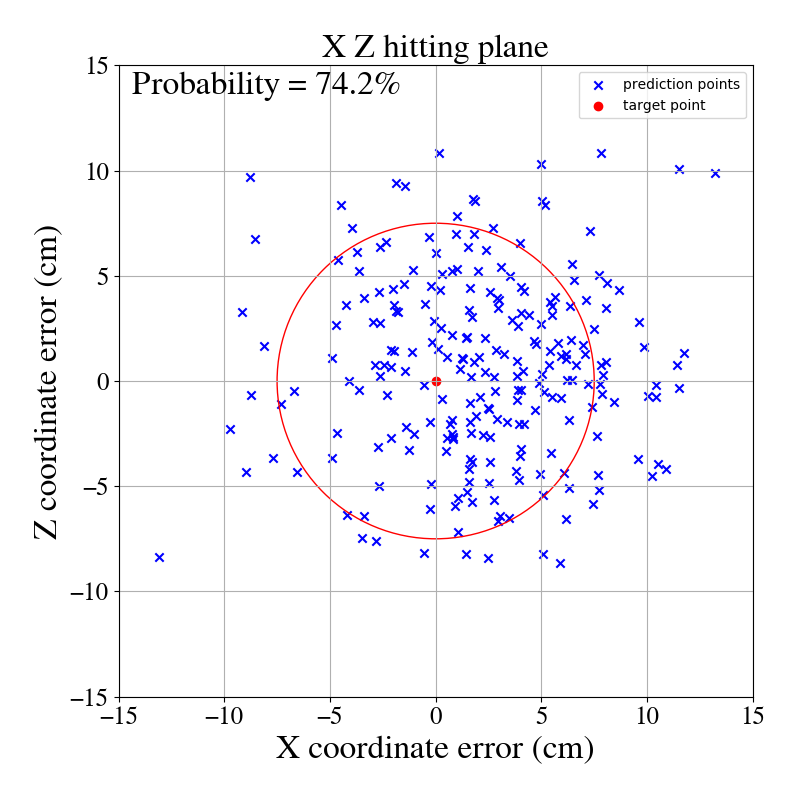 X Z hitting plane
Probability = 74.2%
prediction points
target point
15
10
5
0
−5
−10
−15
−15 −10 −5 0 5 10 15
Z coordinate error (cm)
X coordinate error (cm)